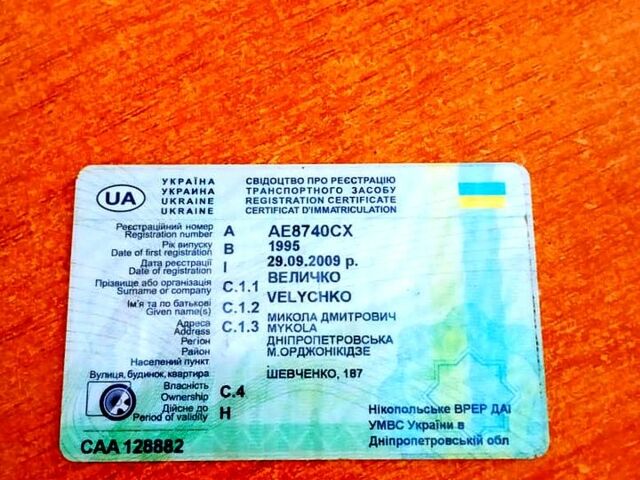 UA
УКРАЇНА СВІДОЦТВО ПРО РЕЄСТРАЦІЮ
УКРАИНА ТРАНСПОРТНОГО ЗАСОБУ
UKRAINE REGISTRATION CERTIFICATE
UKRAINE CERTIFICAT D'IMMATRICULATION
Реєстраційний номер A AE8740CX
Registration number
Рік випуску B 1995
Date of first registration
Дата реєстрації I 29.09.2009 р.
Date of registration
Прізвище або організація C.1.1 ВЕЛИЧКО
Surname or company VELYCHKO
Ім'я та по батькові C.1.2 МИКОЛА ДМИТРОВИЧ
Given name(s) MYKOLA
Адреса C.1.3
Address
Регіон ДНІПРОПЕТРОВСЬКА
Район М.ОРДЖОНІКІДЗЕ
Населений пункт
Вулиця, будинок, квартира ШЕВЧЕНКО, 187
Власність C.4
Ownership
Дійсне до H
Period of validity
Нікопольське ВРЕР ДАІ
УМВС України в
Дніпропетровській обл
CAA 128882